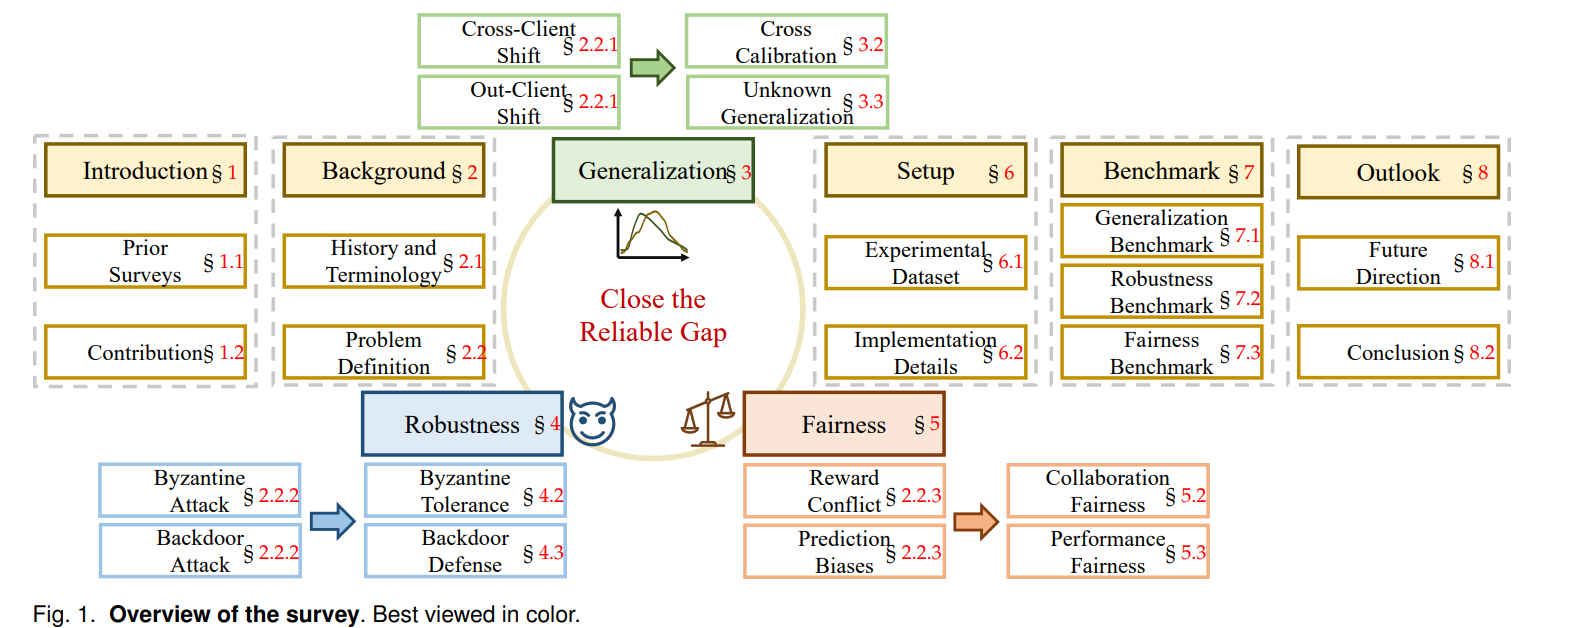 Cross-Client
Shift § 2.2.1
Cross
Calibration § 3.2
Out-Client
Shift § 2.2.1
Unknown
Generalization § 3.3
Introduction § 1
Prior
Surveys § 1.1
Contribution § 1.2
Background § 2
History and
Terminology § 2.1
Problem
Definition § 2.2
Generalization § 3
Close the
Reliable Gap
Setup § 6
Experimental
Dataset § 6.1
Implementation
Details § 6.2
Benchmark § 7
Generalization
Benchmark § 7.1
Robustness
Benchmark § 7.2
Fairness
Benchmark § 7.3
Outlook § 8
Future
Direction § 8.1
Conclusion § 8.2
Robustness § 4
Byzantine
Attack § 2.2.2
Backdoor
Attack § 2.2.2
Byzantine
Tolerance § 4.2
Backdoor
Defense § 4.3
Fairness § 5
Reward
Conflict § 2.2.3
Prediction
Biases § 2.2.3
Collaboration
Fairness § 5.2
Performance
Fairness § 5.3
Fig. 1. Overview of the survey. Best viewed in color.